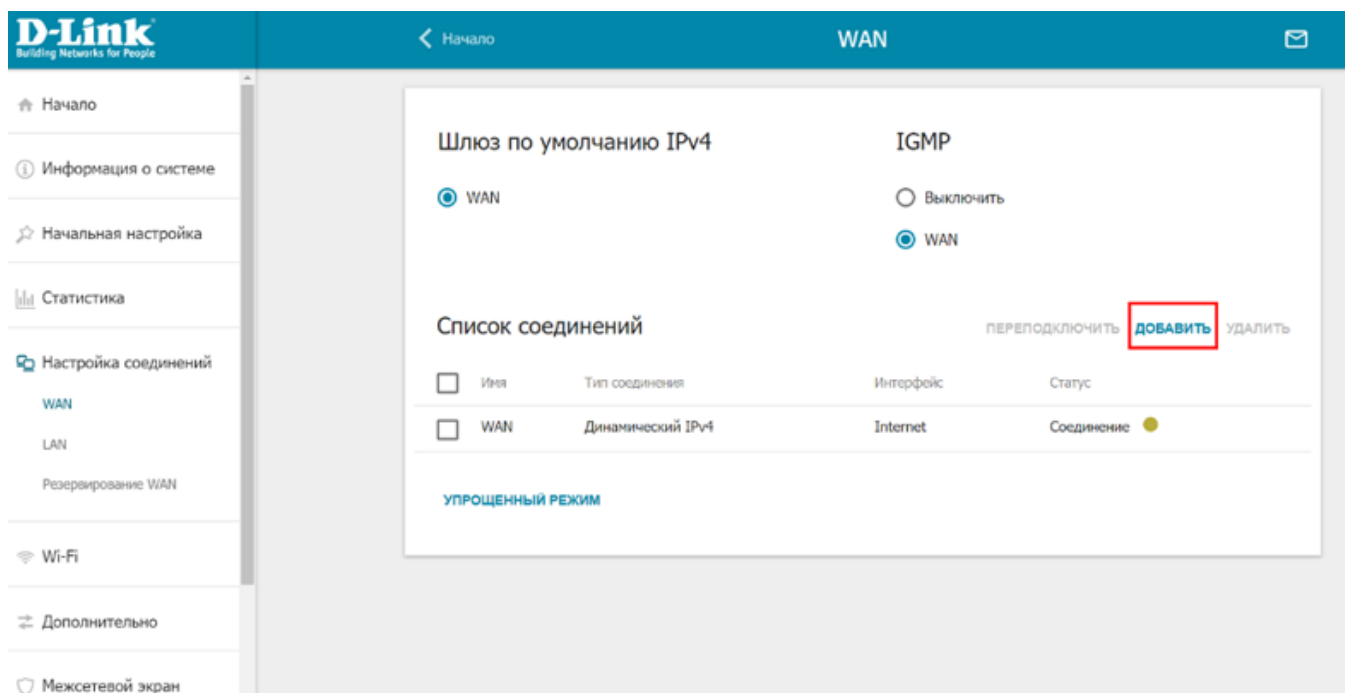 D-Link
Building Networks for People
Начало
WAN
Начало
Информация о системе
Начальная настройка
Статистика
Настройка соединений
WAN
LAN
Резервирование WAN
Wi-Fi
Дополнительно
Межсетевой экран
Шлюз по умолчанию IPv4
WAN
IGMP
Выключить
WAN
Список соединений
ПЕРЕПОДКЛЮЧИТЬ ДОБАВИТЬ УДАЛИТЬ
Имя Тип соединения Интерфейс Статус
WAN Динамический IPv4 Internet Соединение
УПРОЩЕННЫЙ РЕЖИМ